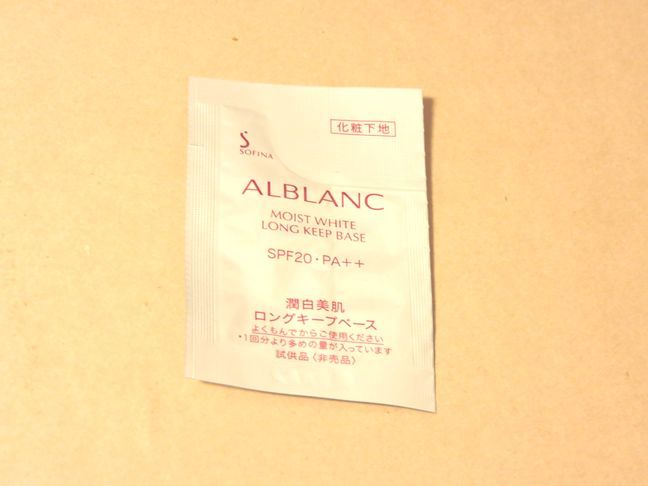 化粧下地
SOFINA
ALBLANC
MOIST WHITE
LONG KEEP BASE
SPF20・PA++
潤白美肌
ロングキープベース
よくもんでからご使用ください
・1回分より多めの量が入っています
試供品〈非売品〉